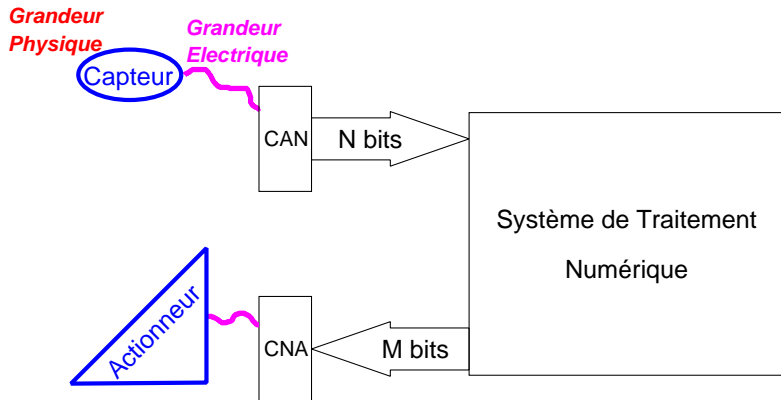 Grandeur
Physique
Grandeur
Electrique
Capteur
CAN
N bits
Système de Traitement
Numérique
Actionneur
CNA
M bits